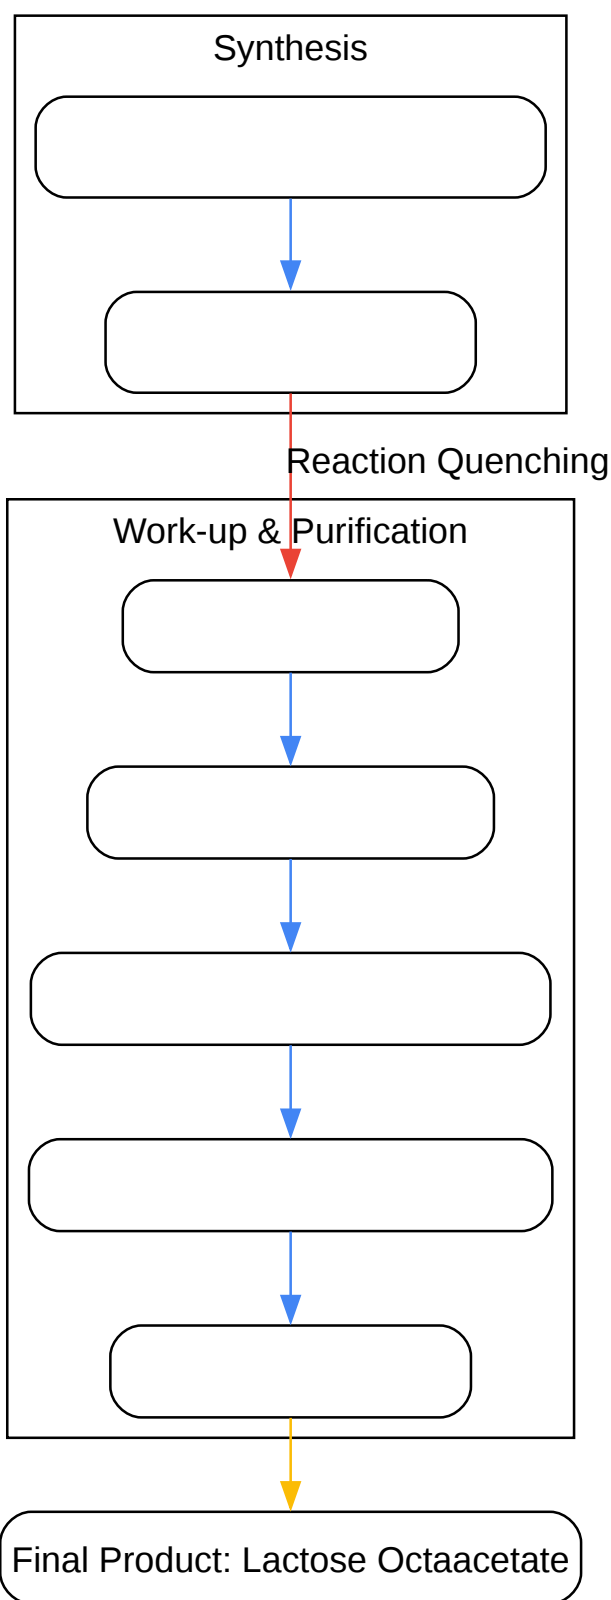 Synthesis
Reaction Quenching
Work-up & Purification
Final Product: Lactose Octaacetate